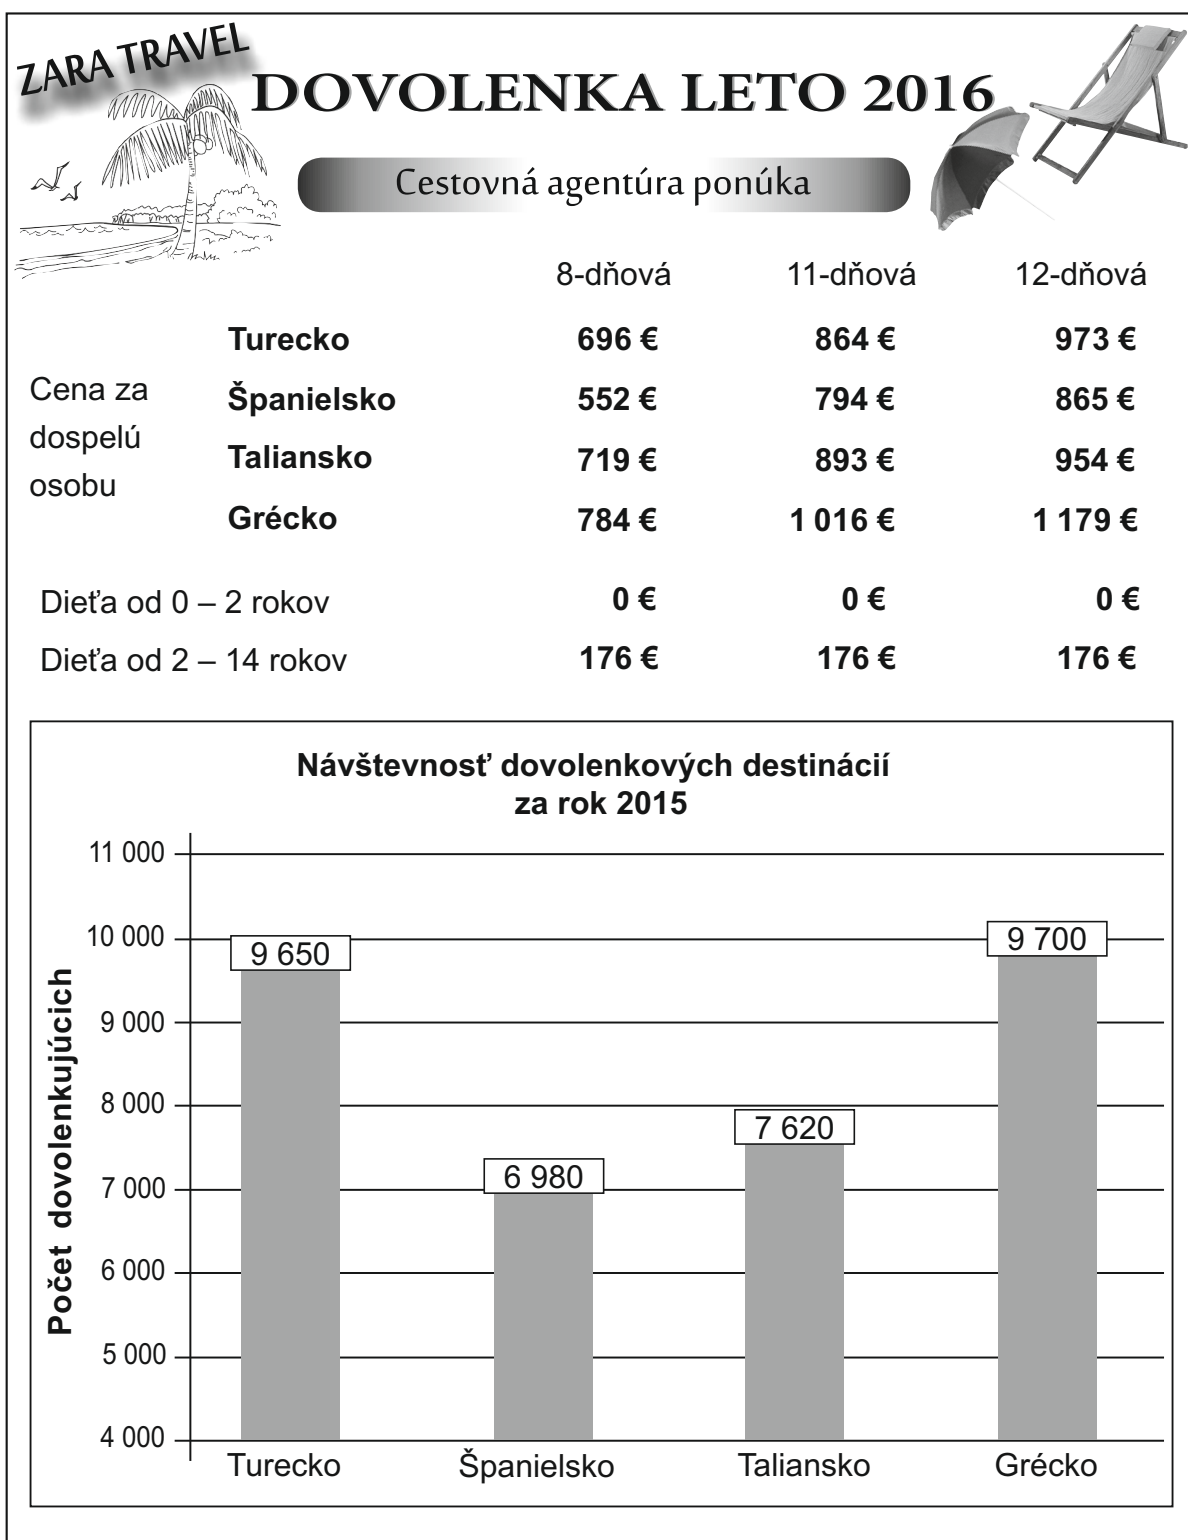 ZARA TRAVEL
DOVOLENKA LETO 2016
Cestovná agentúra ponúka
8-dňová 11-dňová 12-dňová
Cena za dospelú osobu
Turecko 696 € 864 € 973 €
Španielsko 552 € 794 € 865 €
Taliansko 719 € 893 € 954 €
Grécko 784 € 1 016 € 1 179 €
Dieťa od 0 – 2 rokov 0 € 0 € 0 €
Dieťa od 2 – 14 rokov 176 € 176 € 176 €
Návštevnosť dovolenkových destinácií
za rok 2015
Počet dovolenkujúcich
11 000
10 000
9 000
8 000
7 000
6 000
5 000
4 000
9 650
6 980
7 620
9 700
Turecko Španielsko Taliansko Grécko